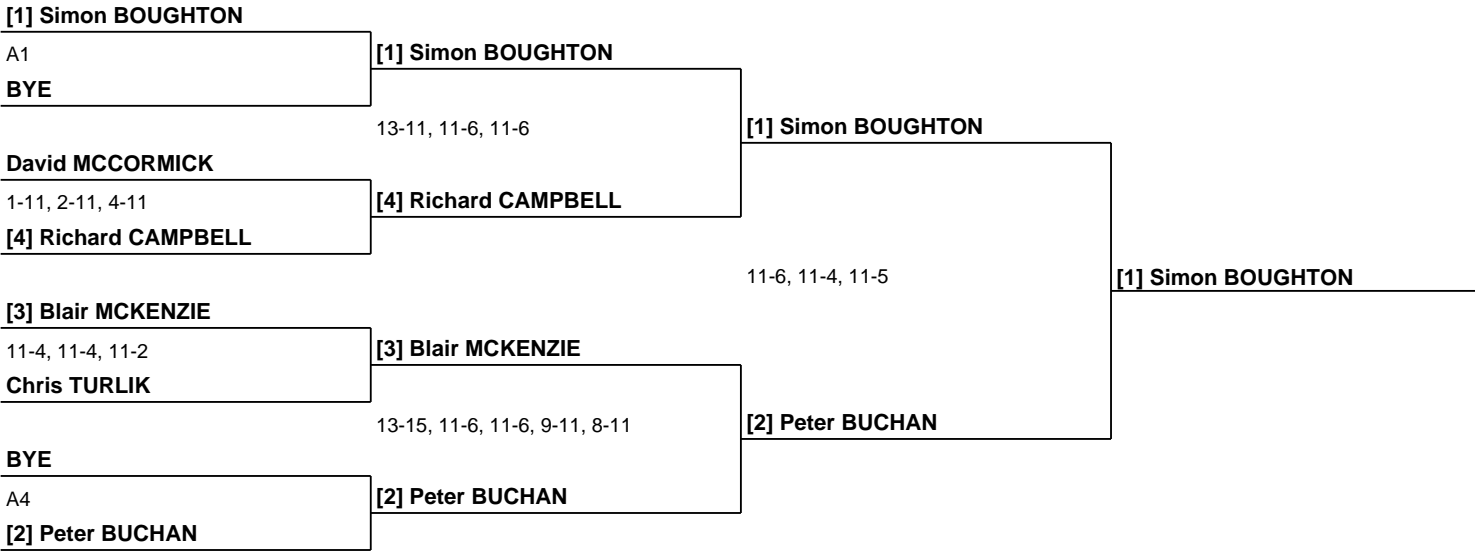 [1] Simon BOUGHTON
A1
[1] Simon BOUGHTON
BYE
13-11, 11-6, 11-6
[1] Simon BOUGHTON
David MCCORMICK
1-11, 2-11, 4-11
[4] Richard CAMPBELL
[4] Richard CAMPBELL
11-6, 11-4, 11-5
[1] Simon BOUGHTON
[3] Blair MCKENZIE
11-4, 11-4, 11-2
[3] Blair MCKENZIE
Chris TURLIK
13-15, 11-6, 11-6, 9-11, 8-11
[2] Peter BUCHAN
BYE
A4
[2] Peter BUCHAN
[2] Peter BUCHAN